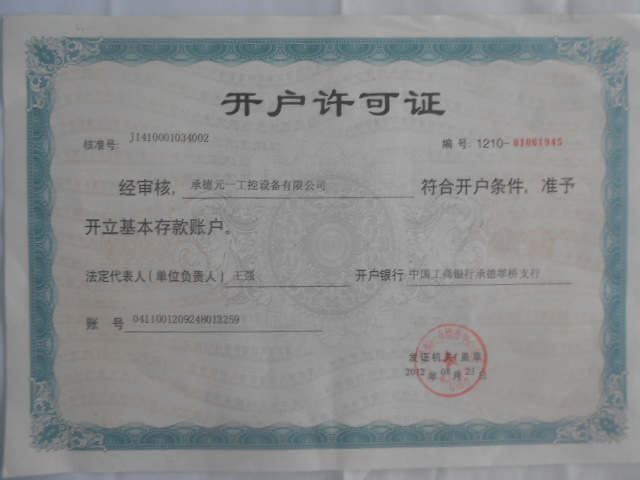 开户许可证
核准号: J1410001034002 编号: 1210-01061945
经审核, 承德元一工控设备有限公司 符合开户条件, 准予
开立基本存款账户。
法定代表人(单位负责人) 王强 开户银行 中国工商银行承德翠桥支行
账 号 0411001209248013259
发证机关(盖章)
2012 年 08 月 23 日